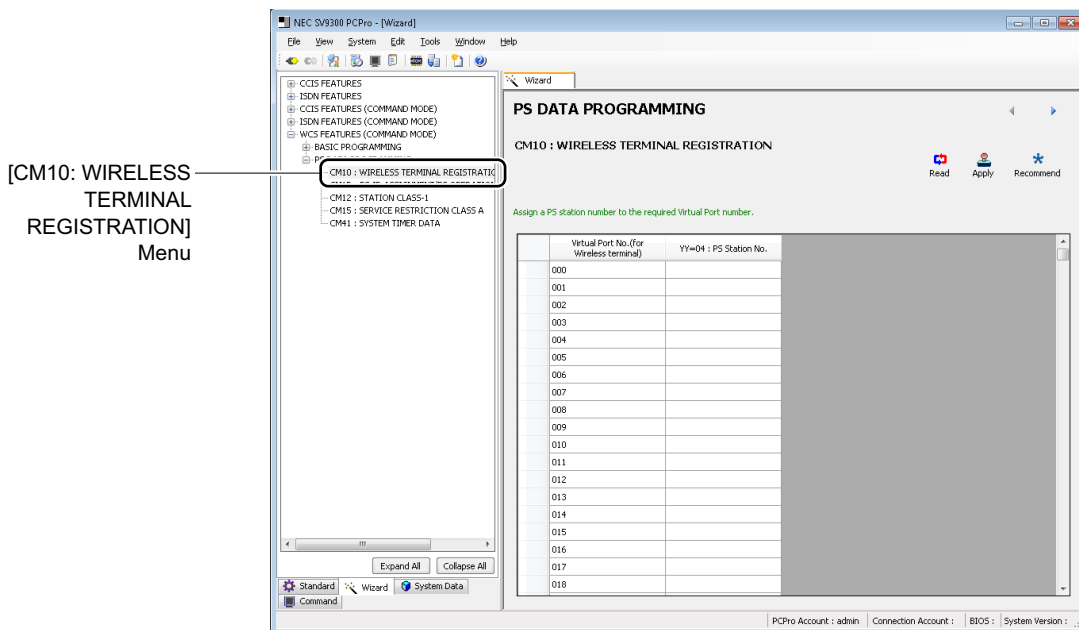 [CM10: WIRELESS
TERMINAL
REGISTRATION]
Menu
NEC SV9300 PCPro - [Wizard]
File View System Edit Tools Window Help
CCIS FEATURES
ISDN FEATURES
CCIS FEATURES (COMMAND MODE)
ISDN FEATURES (COMMAND MODE)
WCS FEATURES (COMMAND MODE)
BASIC PROGRAMMING
CM10 : WIRELESS TERMINAL REGISTRATIO
CM12 : STATION CLASS-1
CM15 : SERVICE RESTRICTION CLASS A
CM41 : SYSTEM TIMER DATA
Expand All Collapse All
Standard Wizard System Data
Command
Wizard
PS DATA PROGRAMMING
CM10 : WIRELESS TERMINAL REGISTRATION
Read Apply Recommend
Assign a PS station number to the required Virtual Port number.
Virtual Port No.(for
Wireless terminal)
YY=04 : PS Station No.
000
001
002
003
004
005
006
007
008
009
010
011
012
013
014
015
016
017
018
PCPro Account : admin Connection Account : BIOS : System Version :